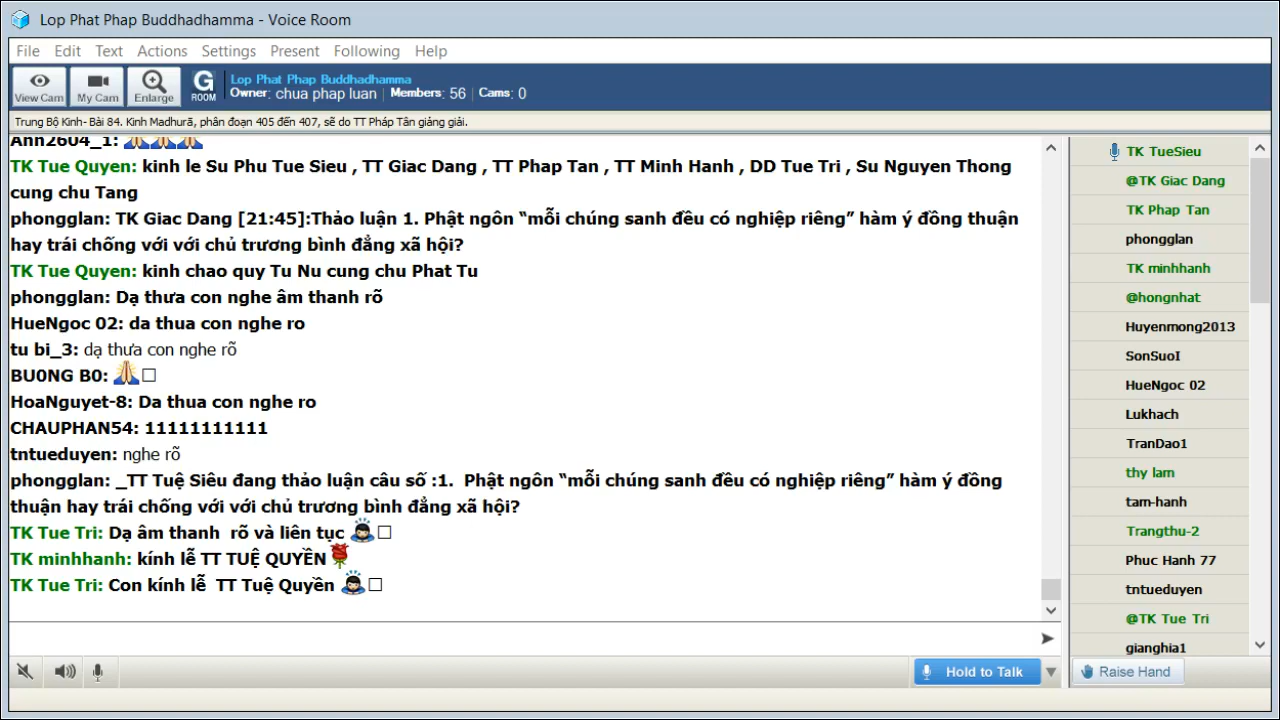 Lop Phat Phap Buddhadhamma - Voice Room
File Edit Text Actions Settings Present Following Help
View Cam My Cam Enlarge G ROOM
Lop Phat Phap Buddhadhamma
Owner: chua phap luan Members: 56 Cams: 0
Trung Bộ Kinh- Bài 84. Kinh Madhurā, phân đoạn 405 đến 407, sẽ do TT Pháp Tân giảng giải.
Anh2604_1: 🙏🙏🙏
TK Tue Quyen: kinh le Su Phu Tue Sieu , TT Giac Dang , TT Phap Tan , TT Minh Hanh , DD Tue Tri , Su Nguyen Thong
cung chu Tang
phongglan: TK Giac Dang [21:45]:Thảo luận 1. Phật ngôn “mỗi chúng sanh đều có nghiệp riêng” hàm ý đồng thuận
hay trái chống với với chủ trương bình đẳng xã hội?
TK Tue Quyen: kinh chao quy Tu Nu cung chu Phat Tu
phongglan: Dạ thưa con nghe âm thanh rõ
HueNgoc 02: da thua con nghe ro
tu bi_3: dạ thưa con nghe rõ
BU0NG B0: 🙏□
HoaNguyet-8: Da thua con nghe ro
CHAUPHAN54: 11111111111
tntueduyen: nghe rõ
phongglan: _TT Tuệ Siêu đang thảo luận câu số :1. Phật ngôn “mỗi chúng sanh đều có nghiệp riêng” hàm ý đồng
thuận hay trái chống với với chủ trương bình đẳng xã hội?
TK Tue Tri: Dạ âm thanh rõ và liên tục 🙇□
TK minhhanh: kính lễ TT TUỆ QUYỀN🌹
TK Tue Tri: Con kính lễ TT Tuệ Quyền 🙇□
TK TueSieu
@TK Giac Dang
TK Phap Tan
phongglan
TK minhhanh
@hongnhat
Huyenmong2013
SonSuoI
HueNgoc 02
Lukhach
TranDao1
thy lam
tam-hanh
Trangthu-2
Phuc Hanh 77
tntueduyen
@TK Tue Tri
gianghia1
Hold to Talk
Raise Hand